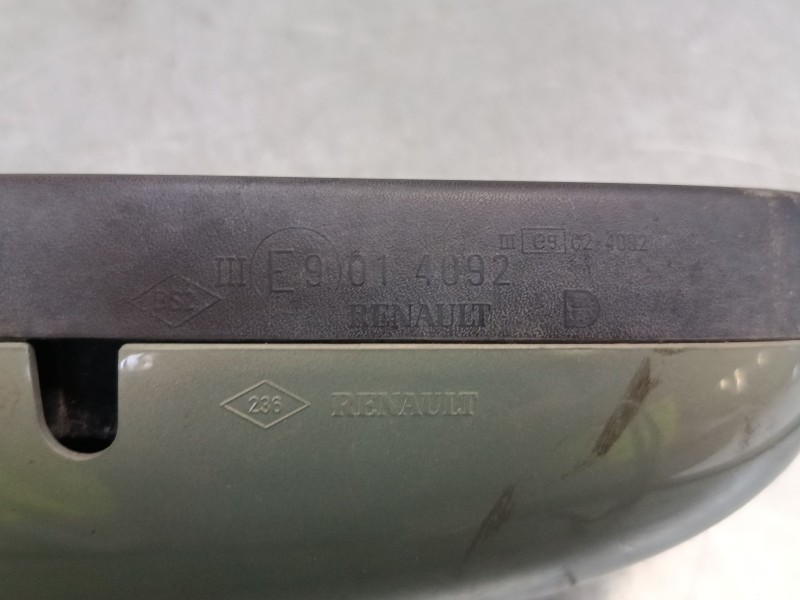 III e9 02 4092
III E9 01 4092
RENAULT D
236 RENAULT